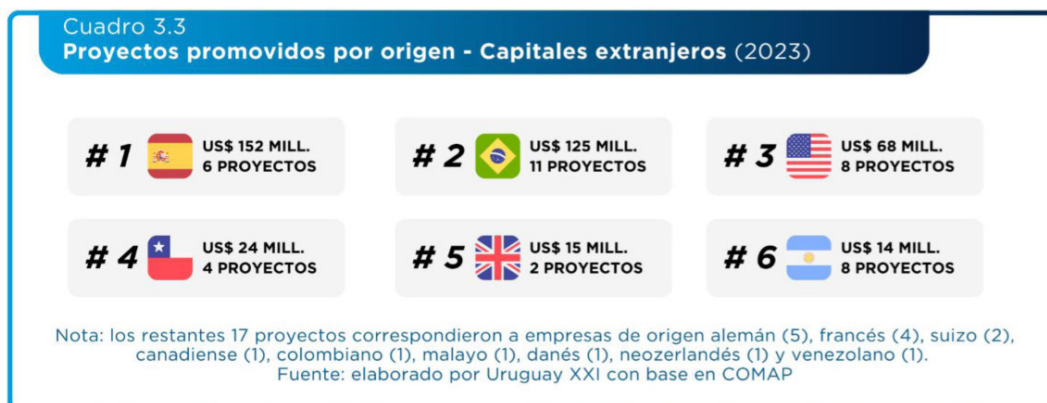 Cuadro 3.3
Proyectos promovidos por origen - Capitales extranjeros (2023)
# 1 US$ 152 MILL.
6 PROYECTOS
# 2 US$ 125 MILL.
11 PROYECTOS
# 3 US$ 68 MILL.
8 PROYECTOS
# 4 US$ 24 MILL.
4 PROYECTOS
# 5 US$ 15 MILL.
2 PROYECTOS
# 6 US$ 14 MILL.
8 PROYECTOS
Nota: los restantes 17 proyectos correspondieron a empresas de origen alemán (5), francés (4), suizo (2),
canadiense (1), colombiano (1), malayo (1), danés (1), neozerlandés (1) y venezolano (1).
Fuente: elaborado por Uruguay XXI con base en COMAP